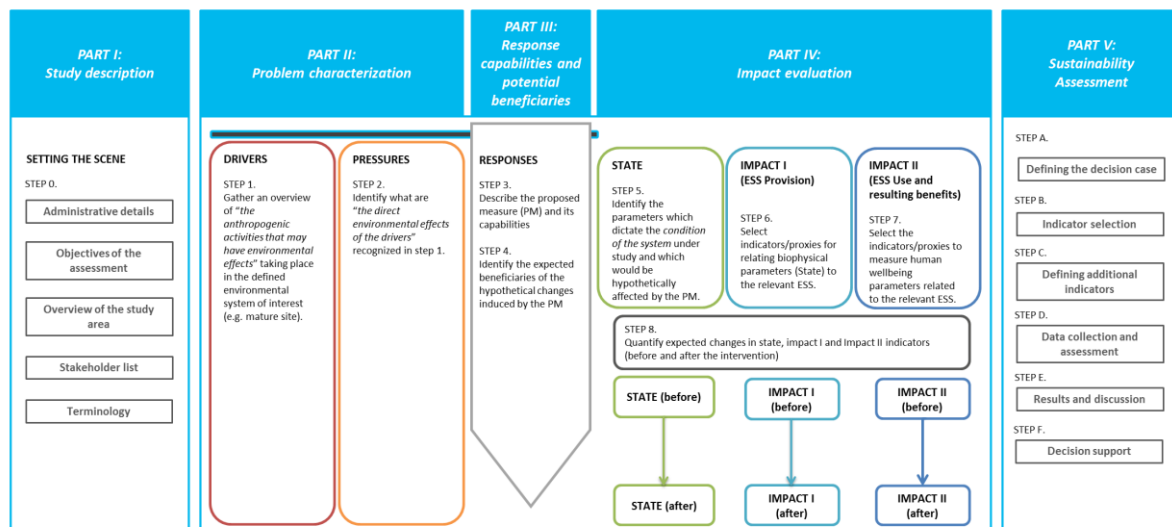 PART I:
Study description
PART II:
Problem characterization
PART III:
Response
capabilities and
potential
beneficiaries
PART IV:
Impact evaluation
PART V:
Sustainability
Assessment
SETTING THE SCENE
STEP 0.
Administrative details
Objectives of the
assessment
Overview of the study
area
Stakeholder list
Terminology
DRIVERS
STEP 1.
Gather an overview
of "the
anthropogenic
activities that may
have environmental
effects" taking place
in the defined
environmental
system of interest
(e.g. mature site).
PRESSURES
STEP 2.
Identify what are
"the direct
environmental effects
of the drivers"
recognized in step 1.
RESPONSES
STEP 3.
Describe the proposed
measure (PM) and its
capabilities
STEP 4.
Identify the expected
beneficiaries of the
hypothetical changes
induced by the PM
STATE
STEP 5.
Identify the
parameters which
dictate the condition
of the system under
study and which
would be
hypothetically
affected by the PM.
IMPACT I
(ESS Provision)
STEP 6.
Select
indicators/proxies for
relating biophysical
parameters (State) to
the relevant ESS.
IMPACT II
(ESS Use and
resulting benefits)
STEP 7.
Select the
indicators/proxies to
measure human
wellbeing
parameters related
to the relevant ESS.
STEP 8.
Quantify expected changes in state, impact I and Impact II indicators
(before and after the intervention)
STATE (before)
IMPACT I
(before)
IMPACT II
(before)
STATE (after)
IMPACT I
(after)
IMPACT II
(after)
STEP A.
Defining the decision case
STEP B.
Indicator selection
STEP C.
Defining additional
indicators
STEP D.
Data collection and
assessment
STEP E.
Results and discussion
STEP F.
Decision support